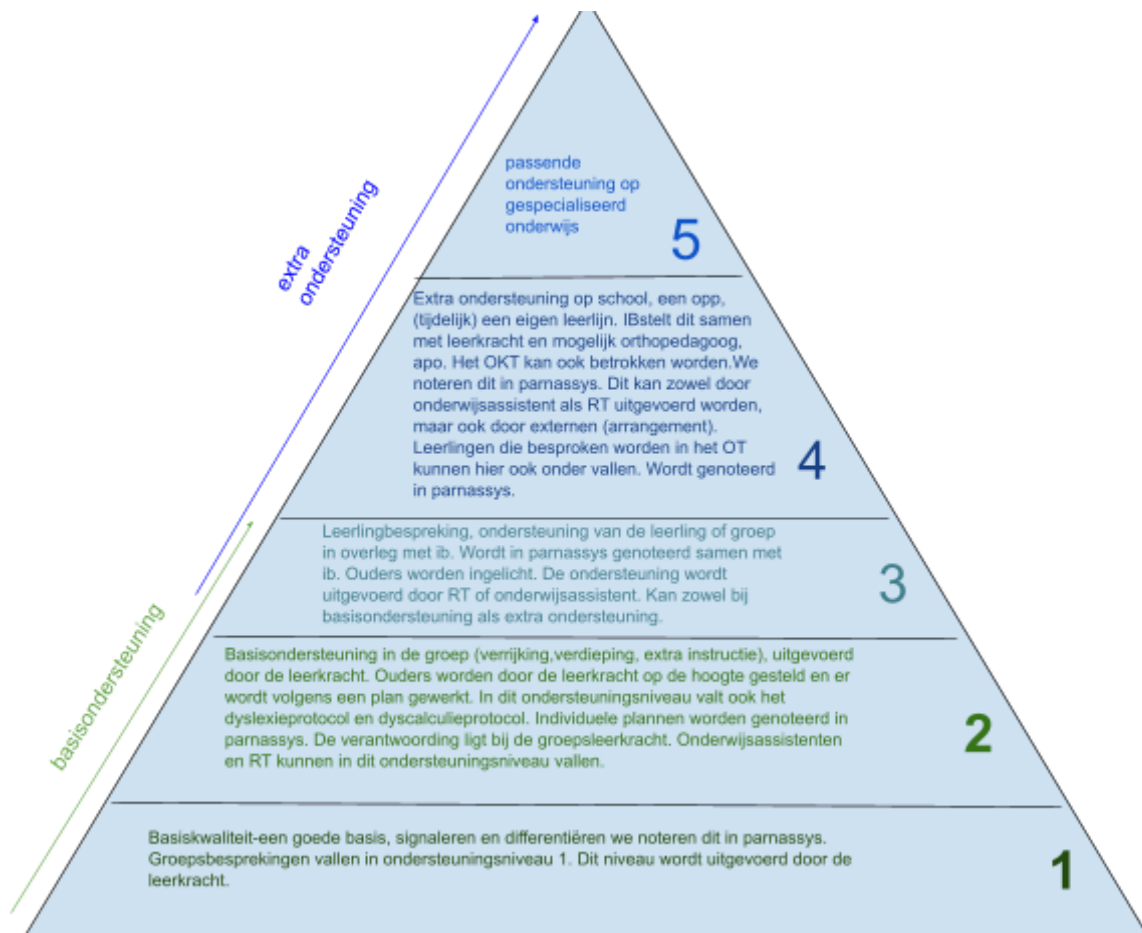 extra
ondersteuning
basisondersteuning
passende
ondersteuning op
gespecialiseerd
onderwijs
5
Extra ondersteuning op school, een opp,
(tijdelijk) een eigen leerlijn. IBstelt dit samen
met leerkracht en mogelijk orthopedagoog,
apo. Het OKT kan ook betrokken worden.We
noteren dit in parnassys. Dit kan zowel door
onderwijsassistent als RT uitgevoerd worden,
maar ook door externen (arrangement).
Leerlingen die besproken worden in het OT
kunnen hier ook onder vallen. Wordt genoteerd
in parnassys.
4
Leerlingbespreking, ondersteuning van de leerling of groep
in overleg met ib. Wordt in parnassys genoteerd samen met
ib. Ouders worden ingelicht. De ondersteuning wordt
uitgevoerd door RT of onderwijsassistent. Kan zowel bij
basisondersteuning als extra ondersteuning.
3
Basisondersteuning in de groep (verrijking,verdieping, extra instructie), uitgevoerd
door de leerkracht. Ouders worden door de leerkracht op de hoogte gesteld en er
wordt volgens een plan gewerkt. In dit ondersteuningsniveau valt ook het
dyslexieprotocol en dyscalculieprotocol. Individuele plannen worden genoteerd in
parnassys. De verantwoording ligt bij de groepsleerkracht. Onderwijsassistenten
en RT kunnen in dit ondersteuningsniveau vallen.
2
Basiskwaliteit-een goede basis, signaleren en differentiëren we noteren dit in parnassys.
Groepsbesprekingen vallen in ondersteuningsniveau 1. Dit niveau wordt uitgevoerd door de
leerkracht.
1